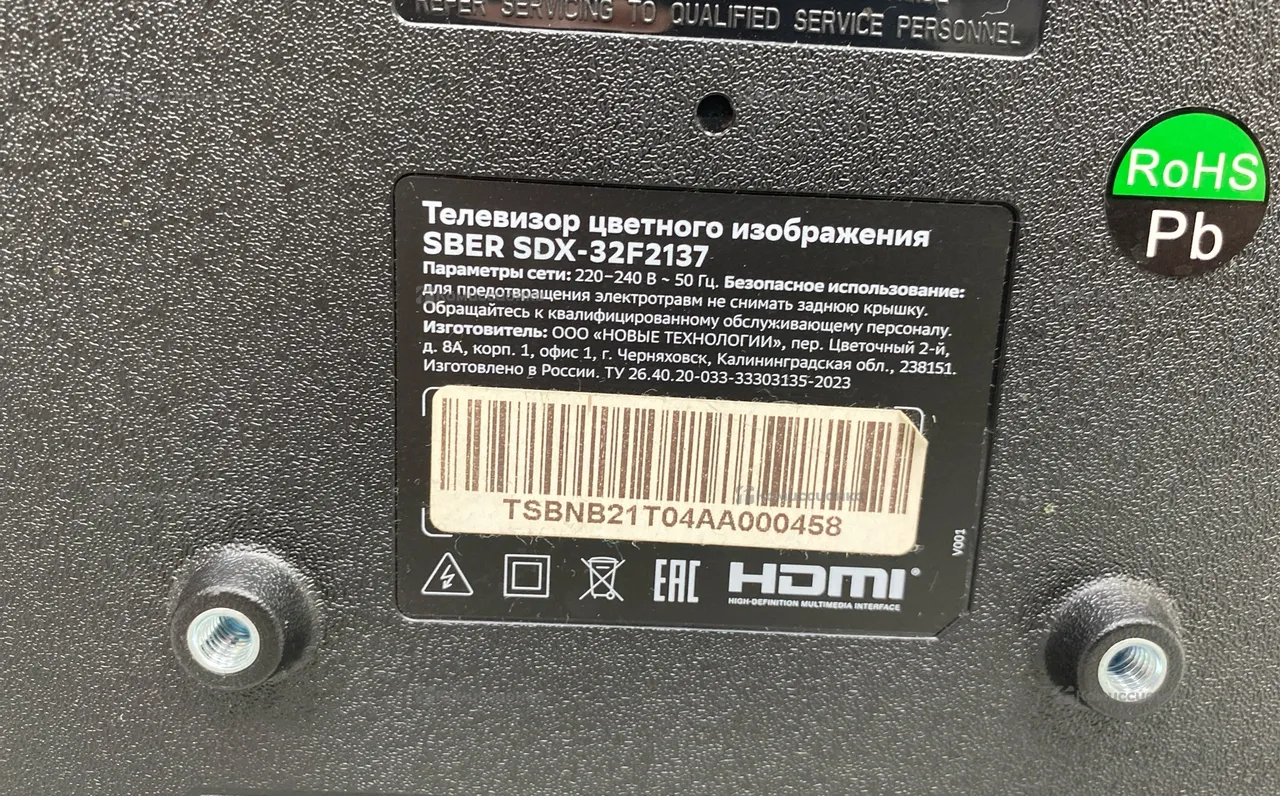 REFER SERVICING TO QUALIFIED SERVICE PERSONNEL
RoHS
Pb
Телевизор цветного изображения
SBER SDX-32F2137
Параметры сети: 220–240 В ~ 50 Гц. Безопасное использование:
для предотвращения электротравм не снимать заднюю крышку.
Обращайтесь к квалифицированному обслуживающему персоналу.
Изготовитель: ООО «НОВЫЕ ТЕХНОЛОГИИ», пер. Цветочный 2-й,
д. 8А, корп. 1, офис 1, г. Черняховск, Калининградская обл., 238151.
Изготовлено в России. ТУ 26.40.20-033-33303135-2023
Комиссионка
TSBNB21T04AA000458
V001
EAC HDMI®
HIGH-DEFINITION MULTIMEDIA INTERFACE